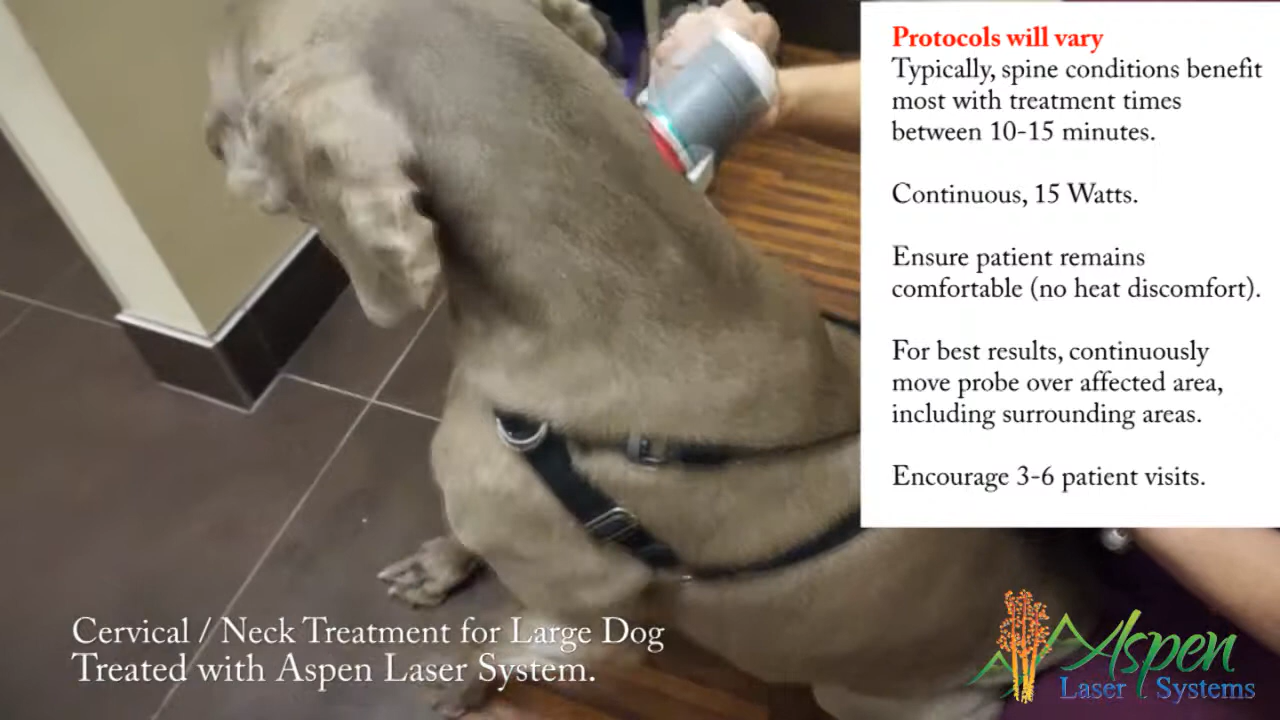 Protocols will vary
Typically, spine conditions benefit
most with treatment times
between 10-15 minutes.
Continuous, 15 Watts.
Ensure patient remains
comfortable (no heat discomfort).
For best results, continuously
move probe over affected area,
including surrounding areas.
Encourage 3-6 patient visits.
Cervical / Neck Treatment for Large Dog
Treated with Aspen Laser System.
Aspen
Laser Systems